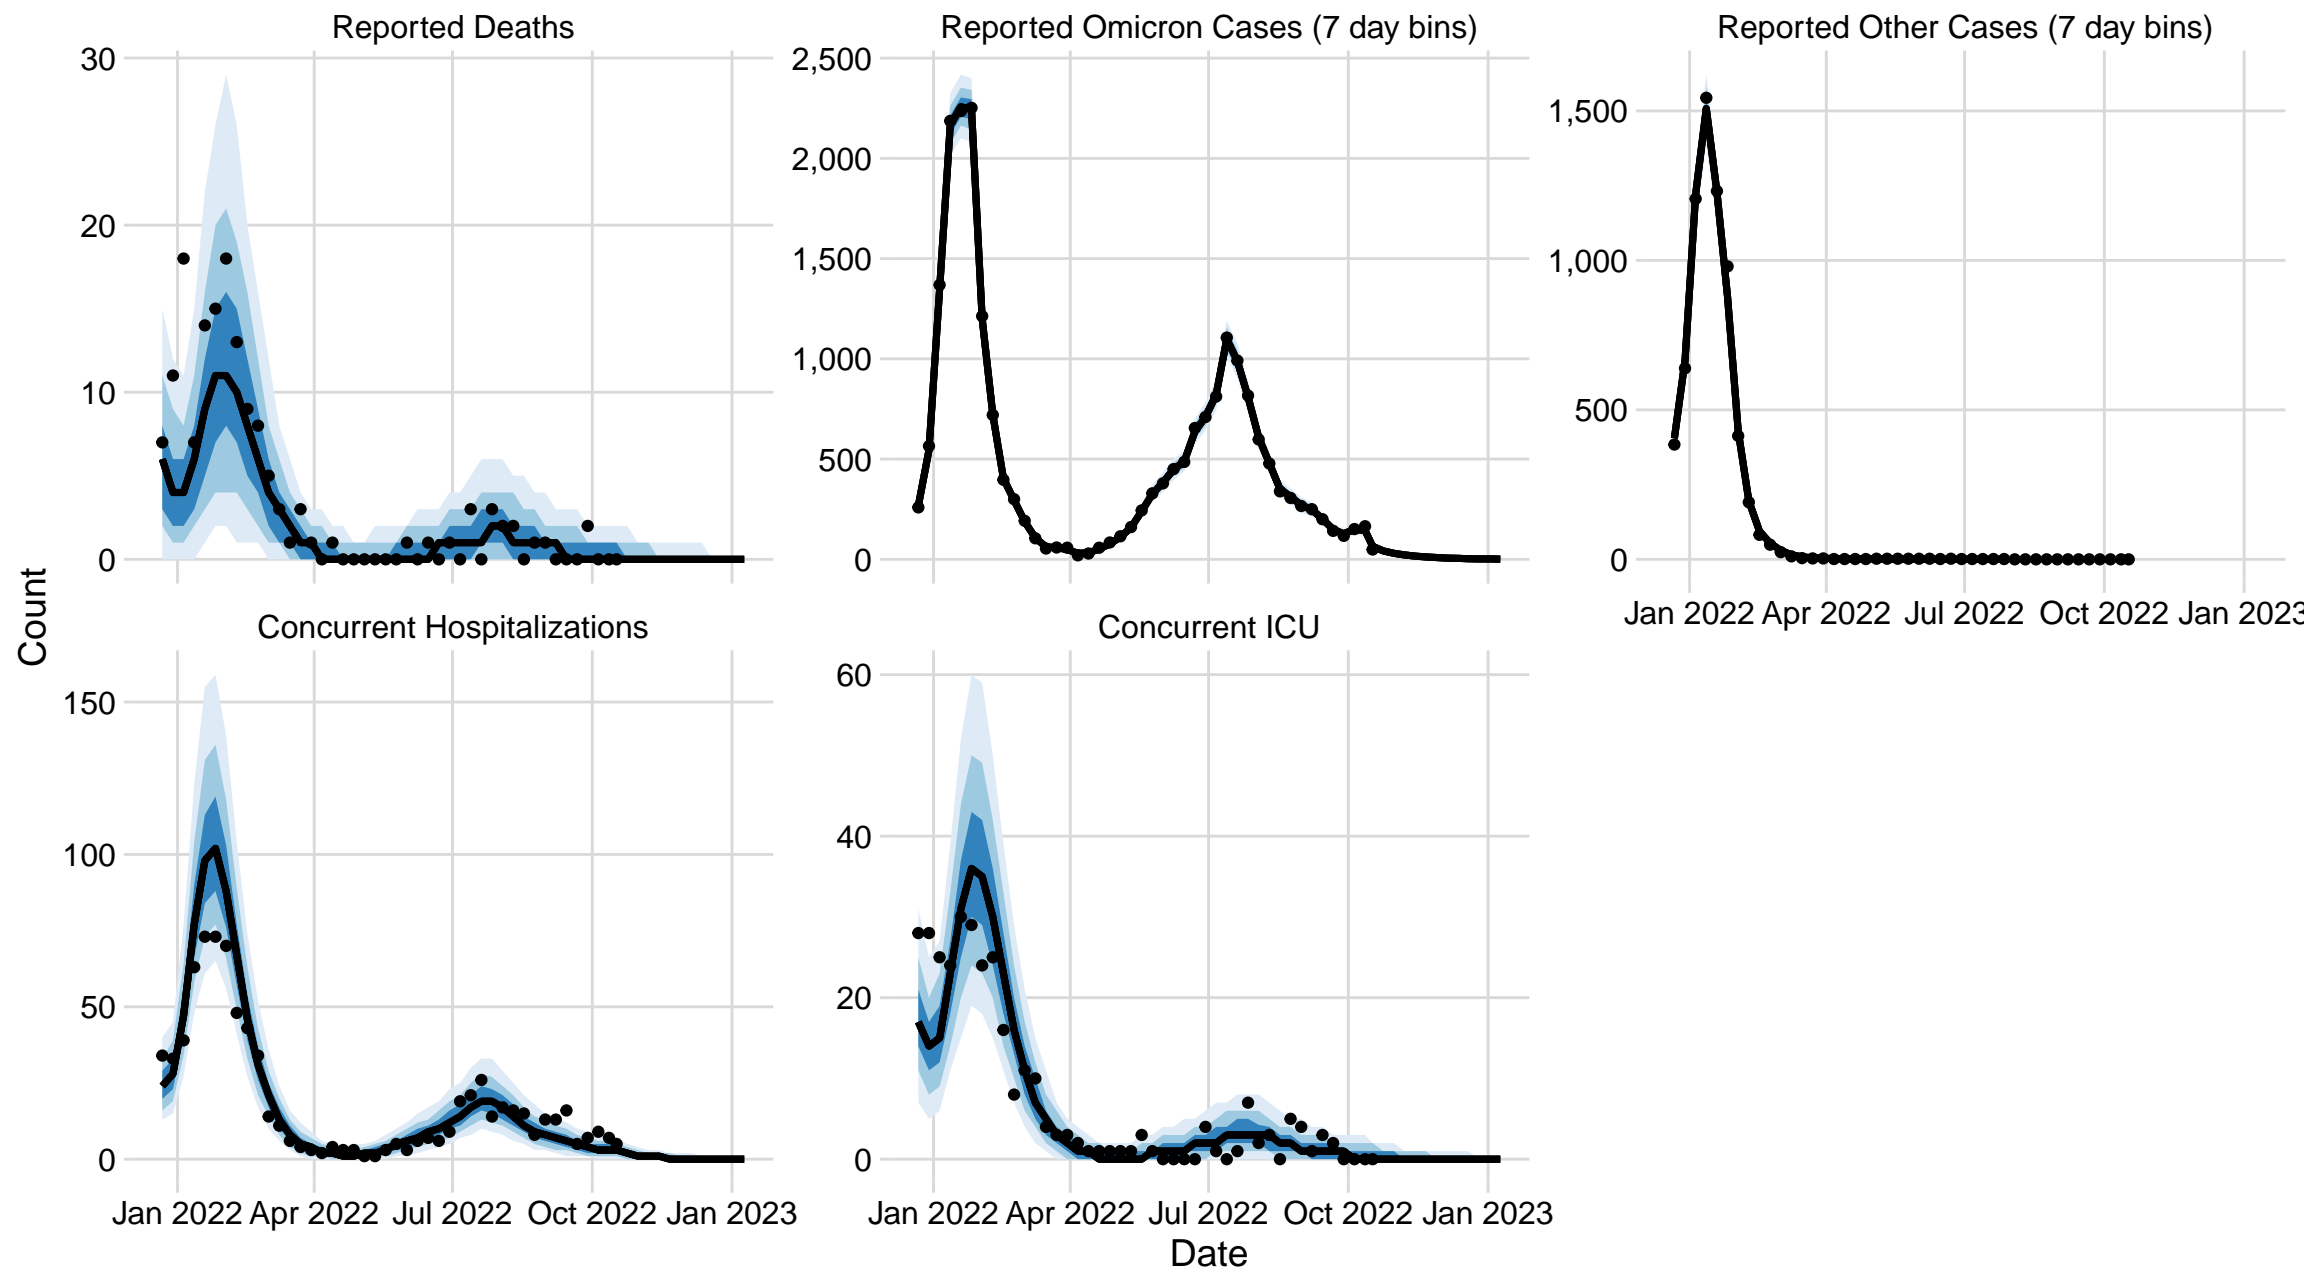 Reported Deaths
30
20
10
0
Reported Omicron Cases (7 day bins)
2,500
2,000
1,500
1,000
500
0
Reported Other Cases (7 day bins)
1,500
1,000
500
0
Jan 2022 Apr 2022 Jul 2022 Oct 2022 Jan 2023
Count
Concurrent Hospitalizations
150
100
50
0
Jan 2022 Apr 2022 Jul 2022 Oct 2022 Jan 2023
Concurrent ICU
60
40
20
0
Jan 2022 Apr 2022 Jul 2022 Oct 2022 Jan 2023
Date